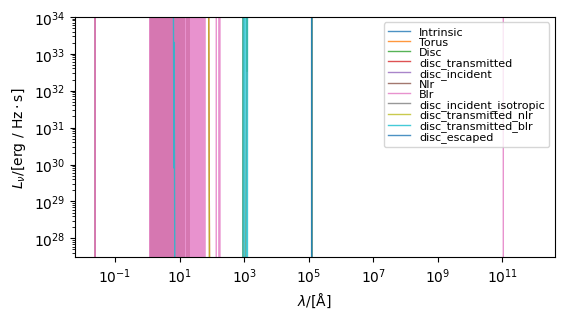 10³⁴
10³³
10³²
10³¹
10³⁰
10²⁹
10²⁸
Lν/[erg / Hz · s]
10⁻¹ 10¹ 10³ 10⁵ 10⁷ 10⁹ 10¹¹
λ/[Å]
Intrinsic
Torus
Disc
disc_transmitted
disc_incident
Nlr
Blr
disc_incident_isotropic
disc_transmitted_nlr
disc_transmitted_blr
disc_escaped